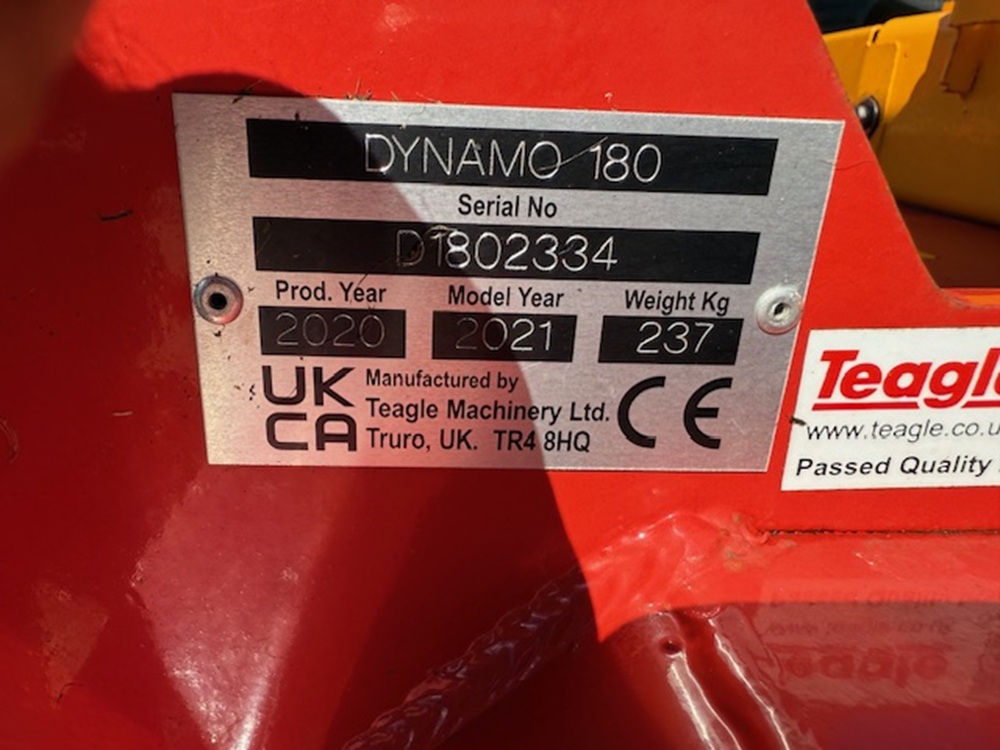 DYNAMO 180
Serial No
D1802334
Prod. Year Model Year Weight Kg
2020 2021 237
UK CA
Manufactured by
Teagle Machinery Ltd.
Truro, UK. TR4 8HQ
CE
Teagle
www.teagle.co.u
Passed Quality